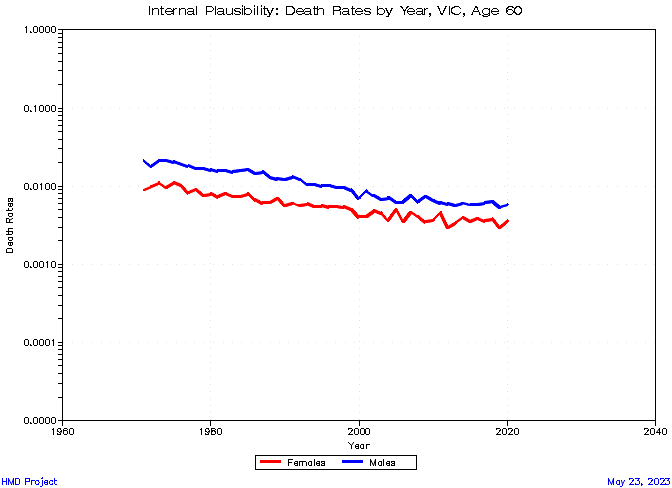 Internal Plausibility: Death Rates by Year, VIC, Age 60
1.0000
0.1000
0.0100
0.0010
0.0001
0.0000
Death Rates
1960 1980 2000 2020 2040
Year
Females Males
HMD Project May 23, 2023